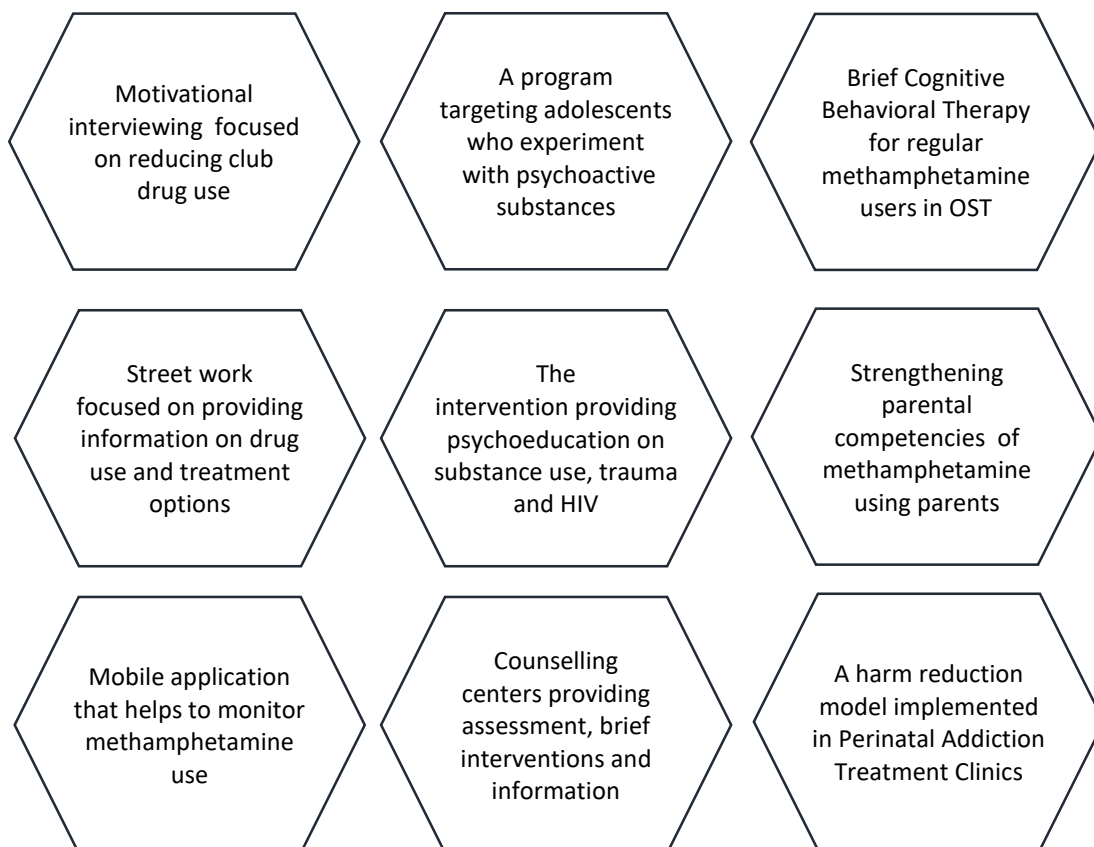 Motivational
interviewing focused
on reducing club
drug use
A program
targeting adolescents
who experiment
with psychoactive
substances
Brief Cognitive
Behavioral Therapy
for regular
methamphetamine
users in OST
Street work
focused on providing
information on drug
use and treatment
options
The
intervention providing
psychoeducation on
substance use, trauma
and HIV
Strengthening
parental
competencies of
methamphetamine
using parents
Mobile application
that helps to monitor
methamphetamine
use
Counselling
centers providing
assessment, brief
interventions and
information
A harm reduction
model implemented
in Perinatal Addiction
Treatment Clinics